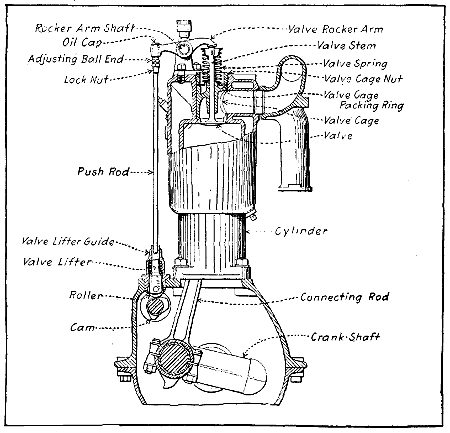 Rocker Arm Shaft
Oil Cap
Adjusting Ball End
Lock Nut
Push Rod
Valve Lifter Guide
Valve Lifter
Roller
Cam
Valve Rocker Arm
Valve Stem
Valve Spring
Valve Cage Nut
Valve Cage
Packing Ring
Valve Cage
Valve
Cylinder
Connecting Rod
Crank Shaft